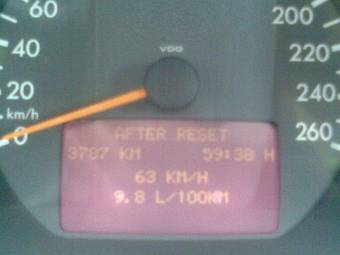 60
200
40
220
VDO
20
240
km/h
0
260
AFTER RESET
3787 KM 59:38 H
63 KM/H
9.8 L/100KM